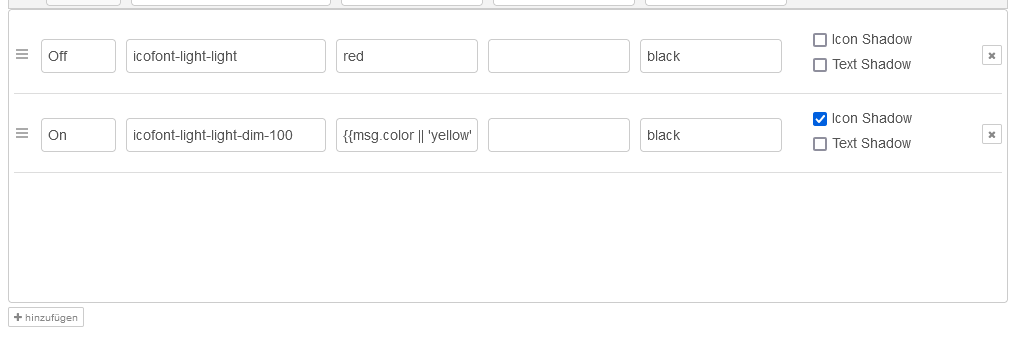 Off icofont-light-light red black Icon Shadow
Text Shadow
On icofont-light-light-dim-100 {{msg.color || 'yellow' black Icon Shadow
Text Shadow
hinzufügen